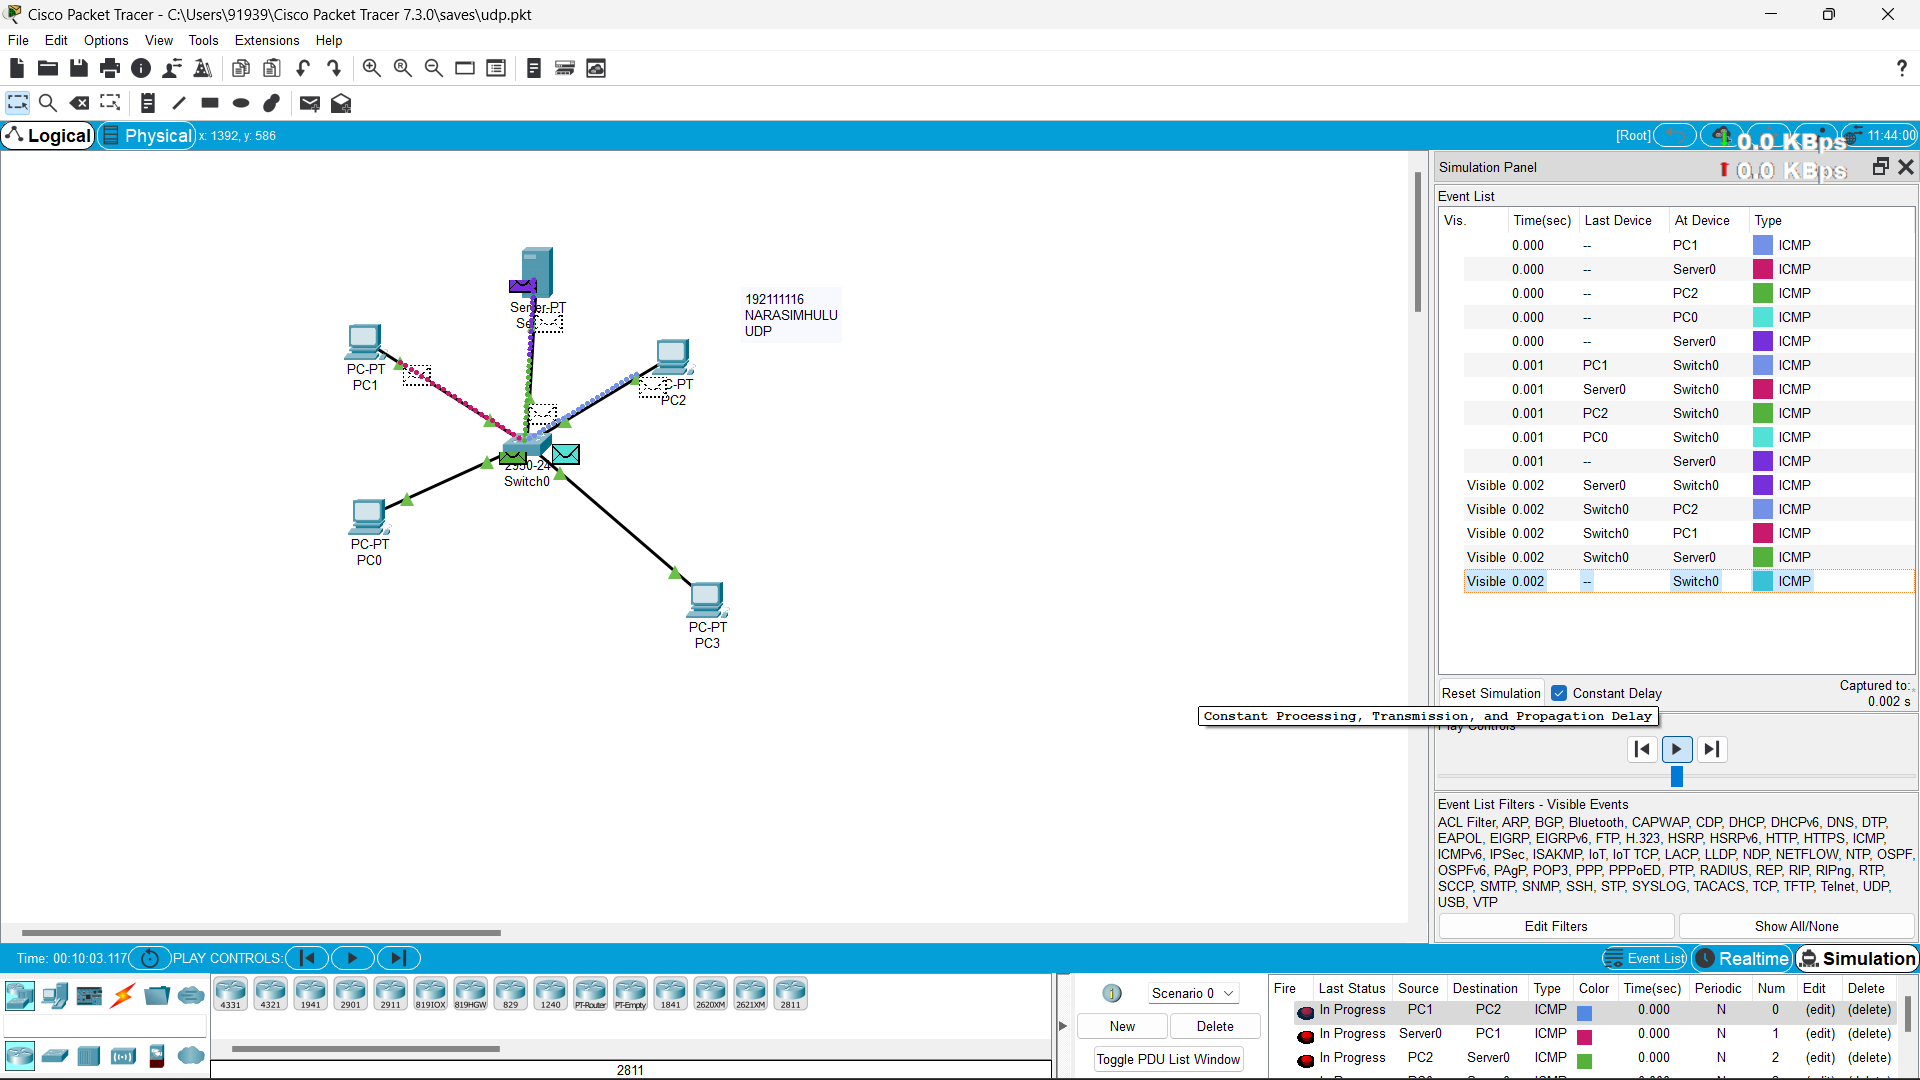 Cisco Packet Tracer - C:\Users\91939\Cisco Packet Tracer 7.3.0\saves\udp.pkt
File Edit Options View Tools Extensions Help
Logical Physical x: 1392, y: 586 [Root] 11:44:00
0.0 KBps
0.0 KBps
Server-PT
PC-PT
PC1
PC-PT
PC2
192111116
NARASIMHULU
UDP
2950-24
Switch0
PC-PT
PC0
PC-PT
PC3
Simulation Panel
Event List
Vis. Time(sec) Last Device At Device Type
0.000 -- PC1 ICMP
0.000 -- Server0 ICMP
0.000 -- PC2 ICMP
0.000 -- PC0 ICMP
0.000 -- Server0 ICMP
0.001 PC1 Switch0 ICMP
0.001 Server0 Switch0 ICMP
0.001 PC2 Switch0 ICMP
0.001 PC0 Switch0 ICMP
0.001 -- Server0 ICMP
Visible 0.002 Server0 Switch0 ICMP
Visible 0.002 Switch0 PC2 ICMP
Visible 0.002 Switch0 PC1 ICMP
Visible 0.002 Switch0 Server0 ICMP
Visible 0.002 -- Switch0 ICMP
Reset Simulation Constant Delay Captured to:
0.002 s
Constant Processing, Transmission, and Propagation Delay
Play Controls
Event List Filters - Visible Events
ACL Filter, ARP, BGP, Bluetooth, CAPWAP, CDP, DHCP, DHCPv6, DNS, DTP,
EAPOL, EIGRP, EIGRPv6, FTP, H.323, HSRP, HSRPv6, HTTP, HTTPS, ICMP,
ICMPv6, IPSec, ISAKMP, IoT, IoT TCP, LACP, LLDP, NDP, NETFLOW, NTP, OSPF,
OSPFv6, PAgP, POP3, PPP, PPPoED, PTP, RADIUS, REP, RIP, RIPng, RTP,
SCCP, SMTP, SNMP, SSH, STP, SYSLOG, TACACS, TCP, TFTP, Telnet, UDP,
USB, VTP
Edit Filters Show All/None
Time: 00:10:03.117 PLAY CONTROLS: Event List Realtime Simulation
4331 4321 1941 2901 2911 819IOX 819HGW 829 1240 PT-Router PT-Empty 1841 2620XM 2621XM 2811
2811
Scenario 0
New Delete
Toggle PDU List Window
Fire Last Status Source Destination Type Color Time(sec) Periodic Num Edit Delete
In Progress PC1 PC2 ICMP 0.000 N 0 (edit) (delete)
In Progress Server0 PC1 ICMP 0.000 N 1 (edit) (delete)
In Progress PC2 Server0 ICMP 0.000 N 2 (edit) (delete)